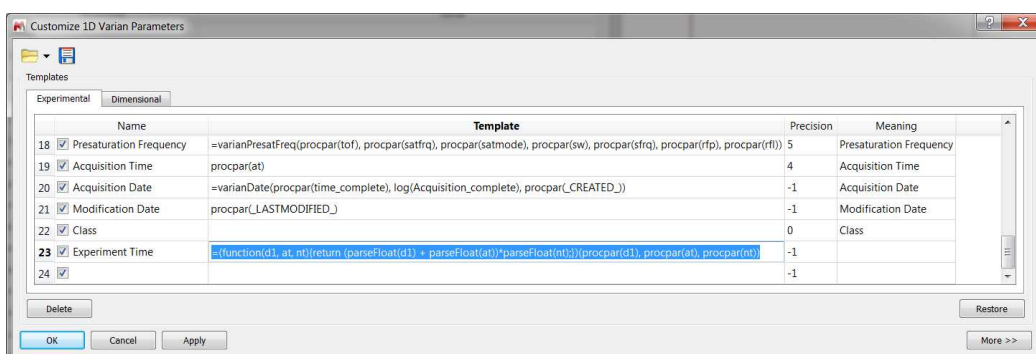 Customize 1D Varian Parameters
Templates
Experimental Dimensional
Name Template Precision Meaning
18 Presaturation Frequency =varianPresatFreq(procpar(tof), procpar(satfrq), procpar(satmode), procpar(sw), procpar(sfrq), procpar(rfp), procpar(rfl)) 5 Presaturation Frequency
19 Acquisition Time procpar(at) 4 Acquisition Time
20 Acquisition Date =varianDate(procpar(time_complete), log(Acquisition_complete), procpar(_CREATED_)) -1 Acquisition Date
21 Modification Date procpar(_LASTMODIFIED_) -1 Modification Date
22 Class 0 Class
23 Experiment Time =(function(d1, at, nt){return (parseFloat(d1) + parseFloat(at))*parseFloat(nt);})(procpar(d1), procpar(at), procpar(nt)) -1
24 -1
Delete Restore
OK Cancel Apply More >>